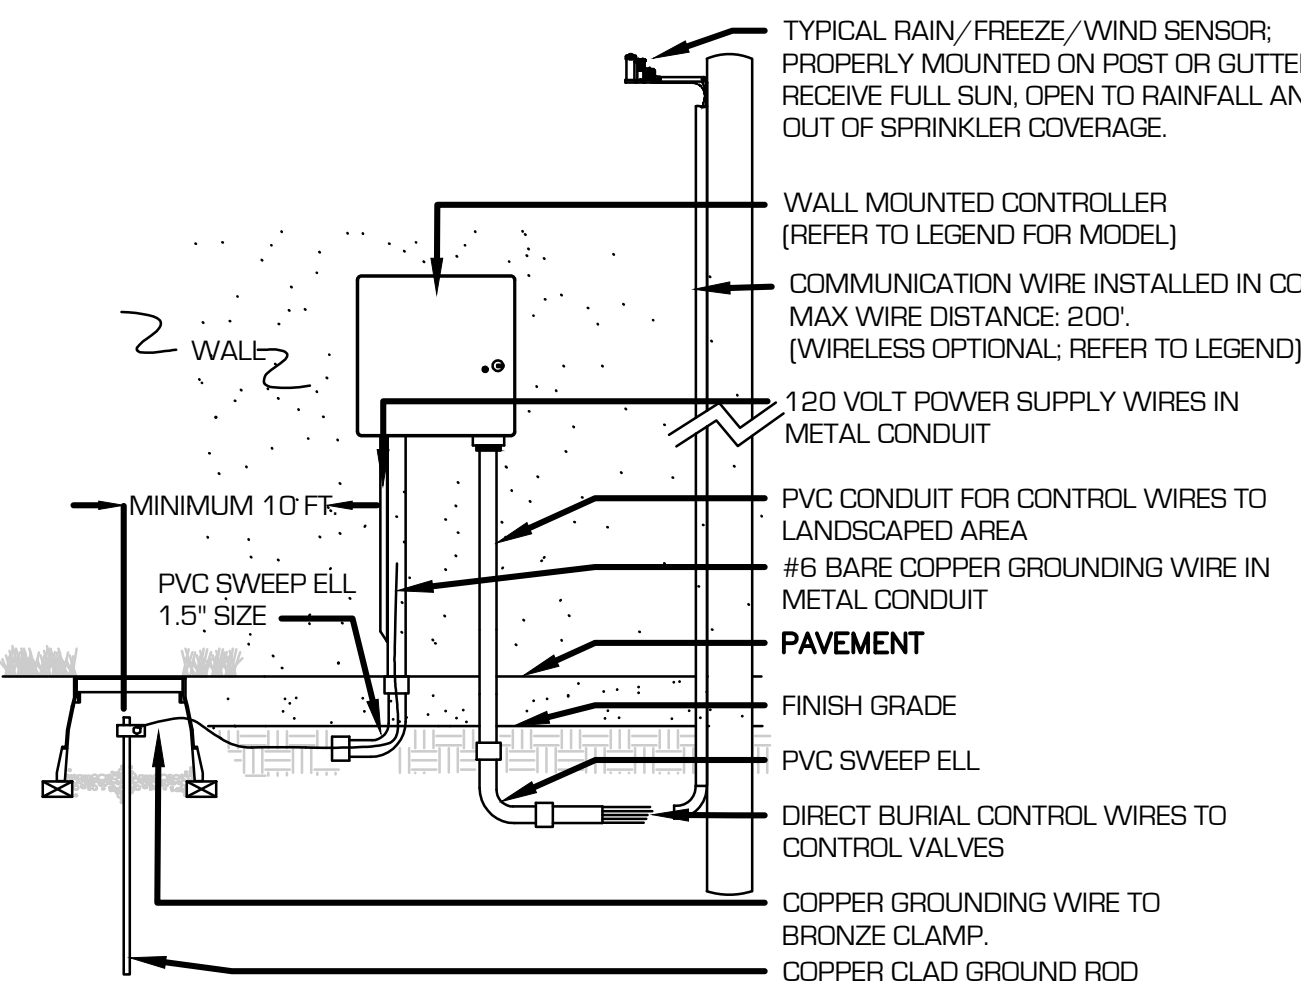 TYPICAL RAIN/FREEZE/WIND SENSOR;
PROPERLY MOUNTED ON POST OR
RECEIVE FULL SUN, OPEN TO RAINFALL
OUT OF SPRINKLER COVERAGE.
WALL MOUNTED CONTROLLER
(REFER TO LEGEND FOR MODEL)
COMMUNICATION WIRE INSTALLED IN
MAX WIRE DISTANCE: 200'.
(WIRELESS OPTIONAL; REFER TO LEGEND)
WALL
120 VOLT POWER SUPPLY WIRES IN
METAL CONDUIT
MINIMUM 10 FT.
PVC CONDUIT FOR CONTROL WIRES TO
LANDSCAPED AREA
#6 BARE COPPER GROUNDING WIRE IN
METAL CONDUIT
PVC SWEEP ELL
1.5" SIZE
PAVEMENT
FINISH GRADE
PVC SWEEP ELL
DIRECT BURIAL CONTROL WIRES TO
CONTROL VALVES
COPPER GROUNDING WIRE TO
BRONZE CLAMP.
COPPER CLAD GROUND ROD